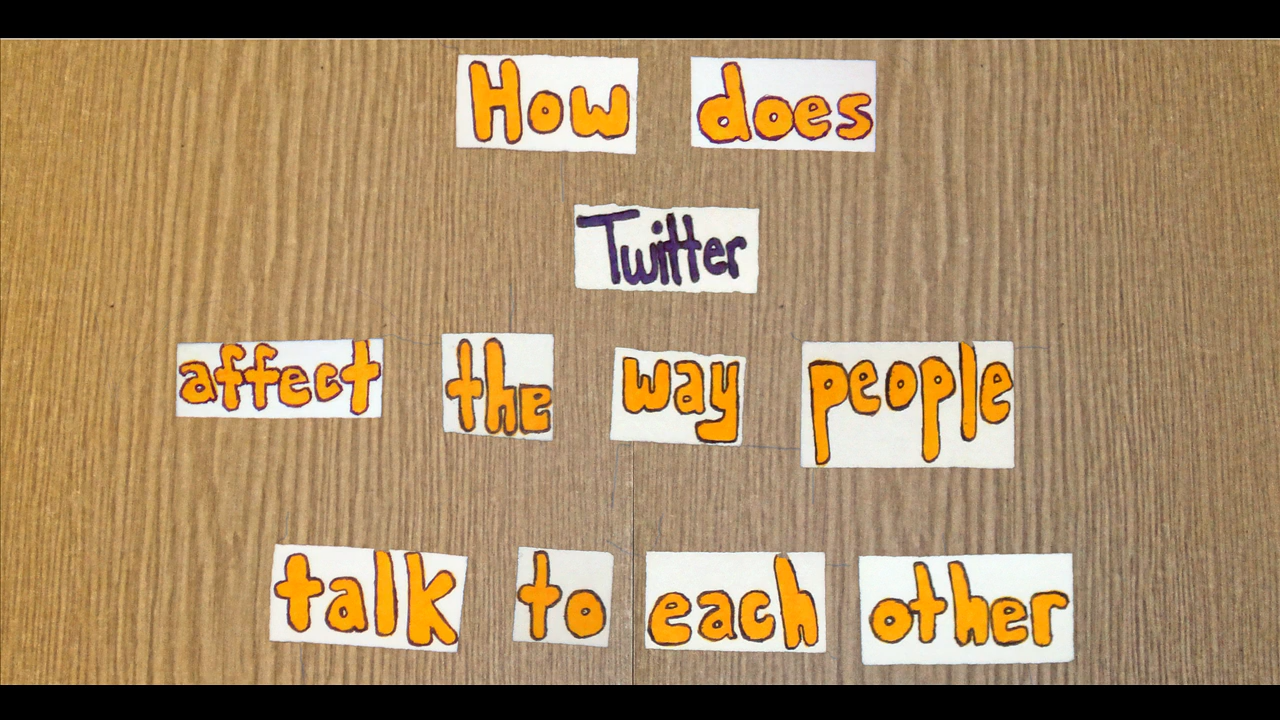 How does
Twitter
affect the way people
talk to each other